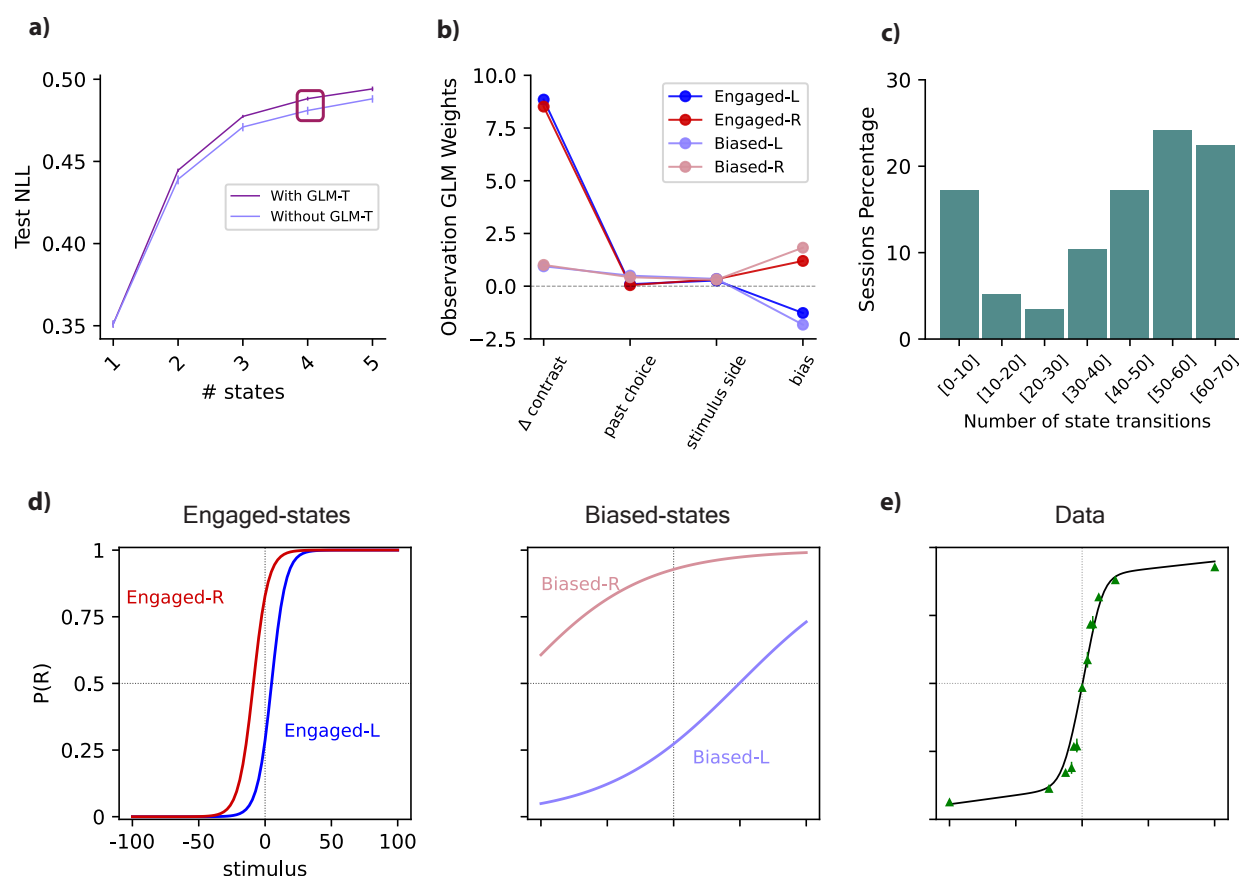 a)
0.50
0.45
0.40
0.35
Test NLL
With GLM-T
Without GLM-T
1
2
3
4
5
# states
b)
10.0
7.5
5.0
2.5
0.0
−2.5
Observation GLM Weights
Engaged-L
Engaged-R
Biased-L
Biased-R
Δ contrast
past choice
stimulus side
bias
c)
30
20
10
0
Sessions Percentage
[0-10]
[10-20]
[20-30]
[30-40]
[40-50]
[50-60]
[60-70]
Number of state transitions
d)
Engaged-states
1
0.75
0.5
0.25
0
P(R)
Engaged-R
Engaged-L
-100
-50
0
50
100
stimulus
Biased-states
Biased-R
Biased-L
e)
Data